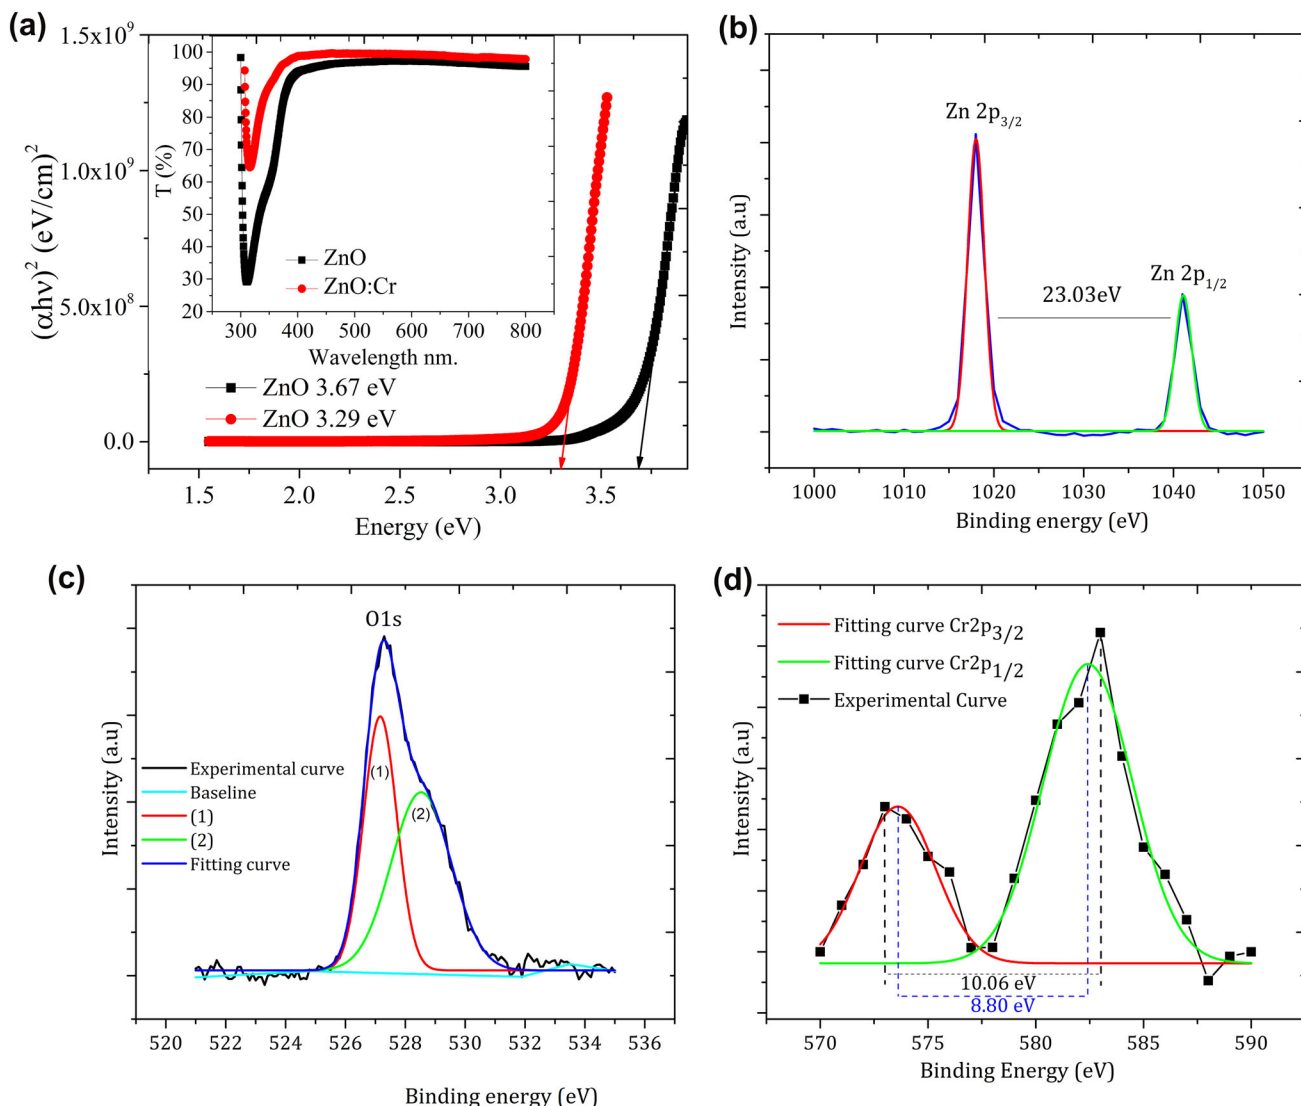 (a)
1.5x10⁹
1.0x10⁹
5.0x10⁸
0.0
(αhν)² (eV/cm)²
1.5 2.0 2.5 3.0 3.5
Energy (eV)
100
90
80
70
60
50
40
30
20
T (%)
300 400 500 600 700 800
Wavelength nm.
ZnO
ZnO:Cr
ZnO 3.67 eV
ZnO 3.29 eV
(b)
Zn 2p3/2
Zn 2p1/2
23.03eV
Intensity (a.u)
1000 1010 1020 1030 1040 1050
Binding energy (eV)
(c)
O1s
(1)
(2)
Experimental curve
Baseline
(1)
(2)
Fitting curve
Intensity (a.u)
520 522 524 526 528 530 532 534 536
Binding energy (eV)
(d)
Fitting curve Cr2p3/2
Fitting curve Cr2p1/2
Experimental Curve
Intensity (a.u)
10.06 eV
8.80 eV
570 575 580 585 590
Binding Energy (eV)